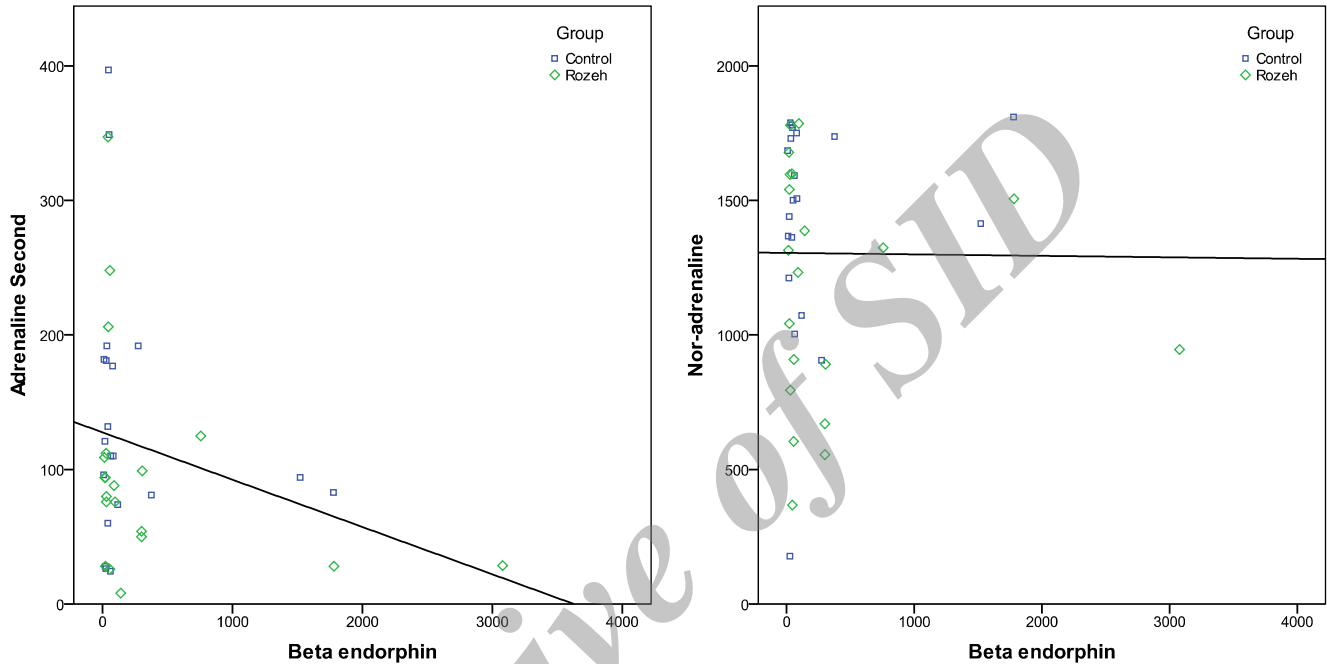 Group
Control
Rozeh
400
300
200
100
0
0 1000 2000 3000 4000
Adrenaline Second
Beta endorphin
Group
Control
Rozeh
2000
1500
1000
500
0
0 1000 2000 3000 4000
Nor-adrenaline
Beta endorphin
ive of SID